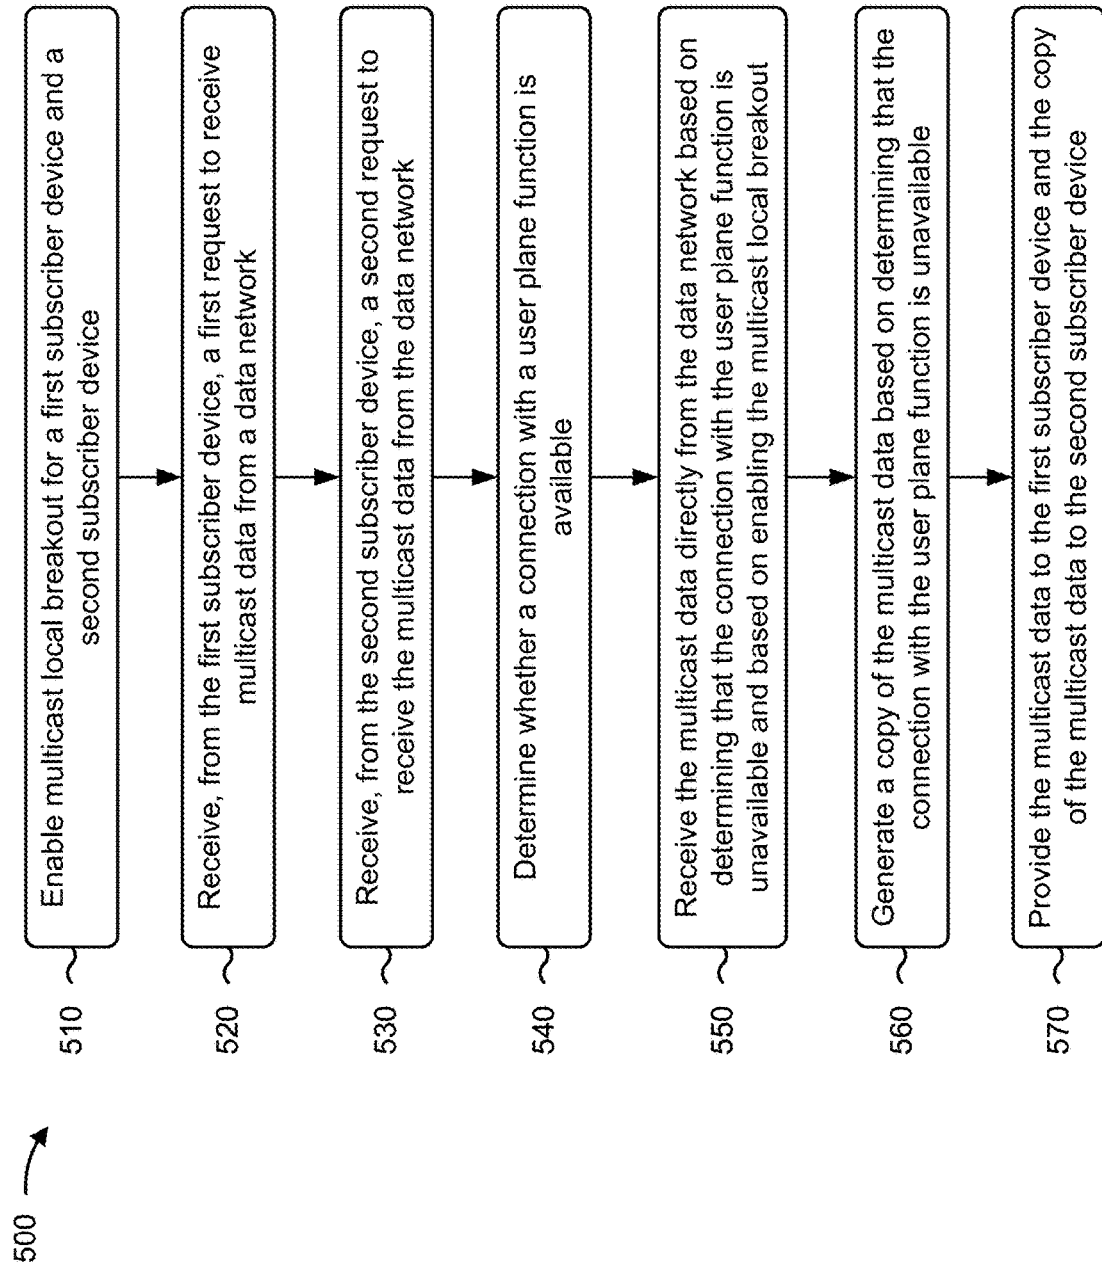 500
510
Enable multicast local breakout for a first subscriber device and a
second subscriber device
520
Receive, from the first subscriber device, a first request to receive
multicast data from a data network
530
Receive, from the second subscriber device, a second request to
receive the multicast data from the data network
540
Determine whether a connection with a user plane function is
available
550
Receive the multicast data directly from the data network based on
determining that the connection with the user plane function is
unavailable and based on enabling the multicast local breakout
560
Generate a copy of the multicast data based on determining that the
connection with the user plane function is unavailable
570
Provide the multicast data to the first subscriber device and the copy
of the multicast data to the second subscriber device